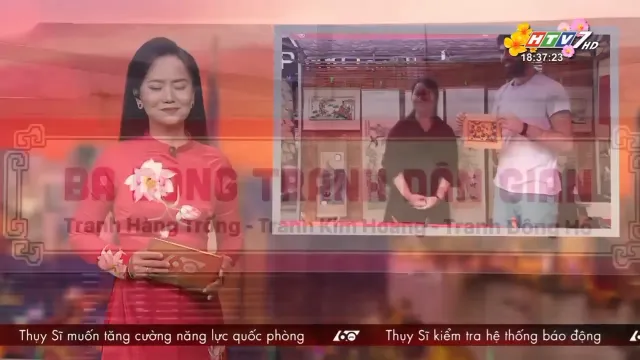 HTV7 HD
18:37:23
BA DÒNG TRANH DÂN GIAN
Tranh Hàng Trống - Tranh Kim Hoàng - Tranh Đông Hồ
Thụy Sĩ muốn tăng cường năng lực quốc phòng 60 Thụy Sĩ kiểm tra hệ thống báo động